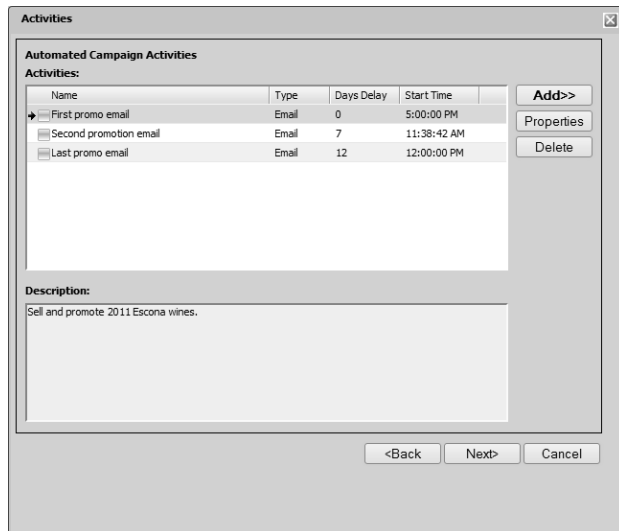 Activities
Automated Campaign Activities
Activities:
Name Type Days Delay Start Time
First promo email Email 0 5:00:00 PM
Second promotion email Email 7 11:38:42 AM
Last promo email Email 12 12:00:00 PM
Add>>
Properties
Delete
Description:
Sell and promote 2011 Escona wines.
<Back Next> Cancel